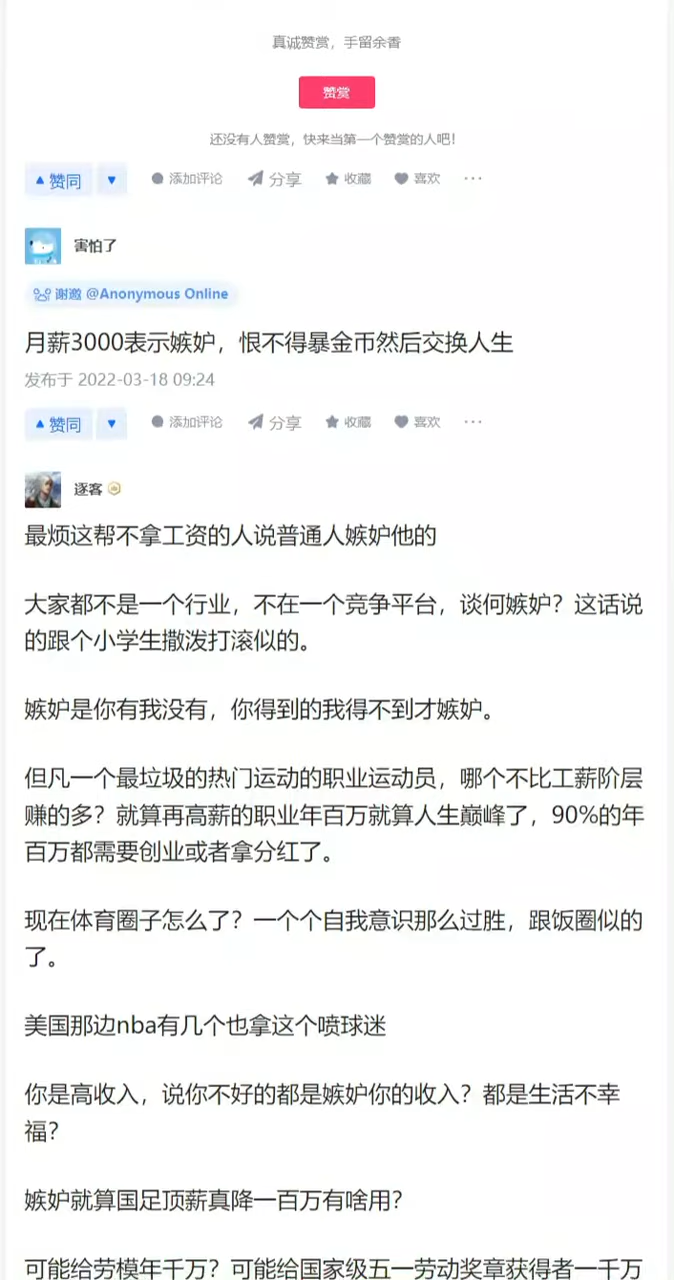 真诚赞赏，手留余香
赞赏
还没有人赞赏，快来当第一个赞赏的人吧！
赞同 添加评论 分享 收藏 喜欢 ···
害怕了
谢邀 @Anonymous Online
月薪3000表示嫉妒，恨不得暴金币然后交换人生
发布于 2022-03-18 09:24
赞同 添加评论 分享 收藏 喜欢 ···
逐客
最烦这帮不拿工资的人说普通人嫉妒他的
大家都不是一个行业，不在一个竞争平台，谈何嫉妒？这话说
的跟个小学生撒泼打滚似的。
嫉妒是你有我没有，你得到的我得不到才嫉妒。
但凡一个最垃圾的热门运动的职业运动员，哪个不比工薪阶层
赚的多？就算再高薪的职业年百万就算人生巅峰了，90%的年
百万都需要创业或者拿分红了。
现在体育圈子怎么了？一个个自我意识那么过胜，跟饭圈似的
了。
美国那边nba有几个也拿这个喷球迷
你是高收入，说你不好的都是嫉妒你的收入？都是生活不幸
福？
嫉妒就算国足顶薪真降一百万有啥用？
可能给劳模年千万？可能给国家级五一劳动奖章获得者一千万